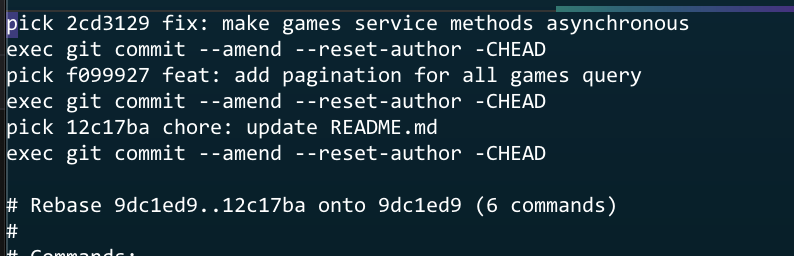 pick 2cd3129 fix: make games service methods asynchronous
exec git commit --amend --reset-author -CHEAD
pick f099927 feat: add pagination for all games query
exec git commit --amend --reset-author -CHEAD
pick 12c17ba chore: update README.md
exec git commit --amend --reset-author -CHEAD
# Rebase 9dc1ed9..12c17ba onto 9dc1ed9 (6 commands)
#
# Commands: